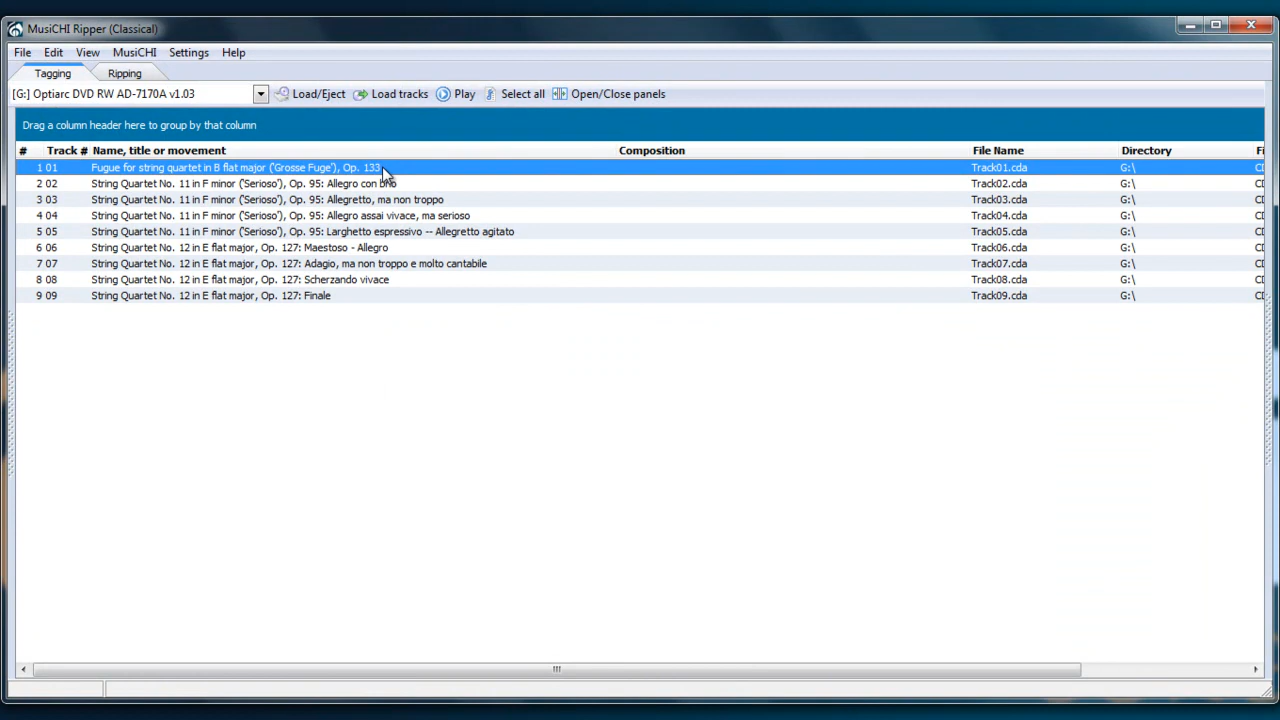 MusiCHI Ripper (Classical)
File Edit View MusiCHI Settings Help
Tagging Ripping
[G:] Optiarc DVD RW AD-7170A v1.03 Load/Eject Load tracks Play Select all Open/Close panels
Drag a column header here to group by that column
# Track # Name, title or movement Composition File Name Directory Fi
1 01 Fugue for string quartet in B flat major ('Grosse Fuge'), Op. 133 Track01.cda G:\ CD
2 02 String Quartet No. 11 in F minor ('Serioso'), Op. 95: Allegro con brio Track02.cda G:\ CD
3 03 String Quartet No. 11 in F minor ('Serioso'), Op. 95: Allegretto, ma non troppo Track03.cda G:\ CD
4 04 String Quartet No. 11 in F minor ('Serioso'), Op. 95: Allegro assai vivace, ma serioso Track04.cda G:\ CD
5 05 String Quartet No. 11 in F minor ('Serioso'), Op. 95: Larghetto espressivo -- Allegretto agitato Track05.cda G:\ CD
6 06 String Quartet No. 12 in E flat major, Op. 127: Maestoso - Allegro Track06.cda G:\ CD
7 07 String Quartet No. 12 in E flat major, Op. 127: Adagio, ma non troppo e molto cantabile Track07.cda G:\ CD
8 08 String Quartet No. 12 in E flat major, Op. 127: Scherzando vivace Track08.cda G:\ CD
9 09 String Quartet No. 12 in E flat major, Op. 127: Finale Track09.cda G:\ CD